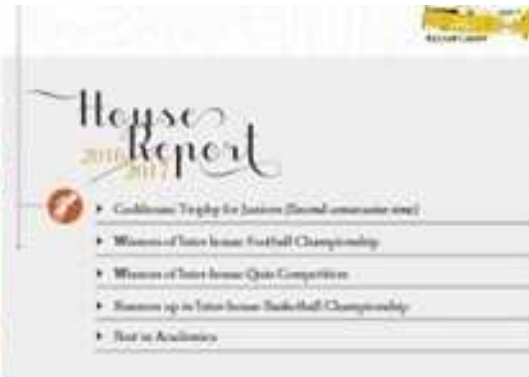 House
Report
2016
2017
Cockhouse Trophy for Juniors (Second consecutive time)
Winners of Inter house Football Championship
Winners of Inter-house Quiz Competition
Runners up in Inter-house Basketball Championship
in Academics